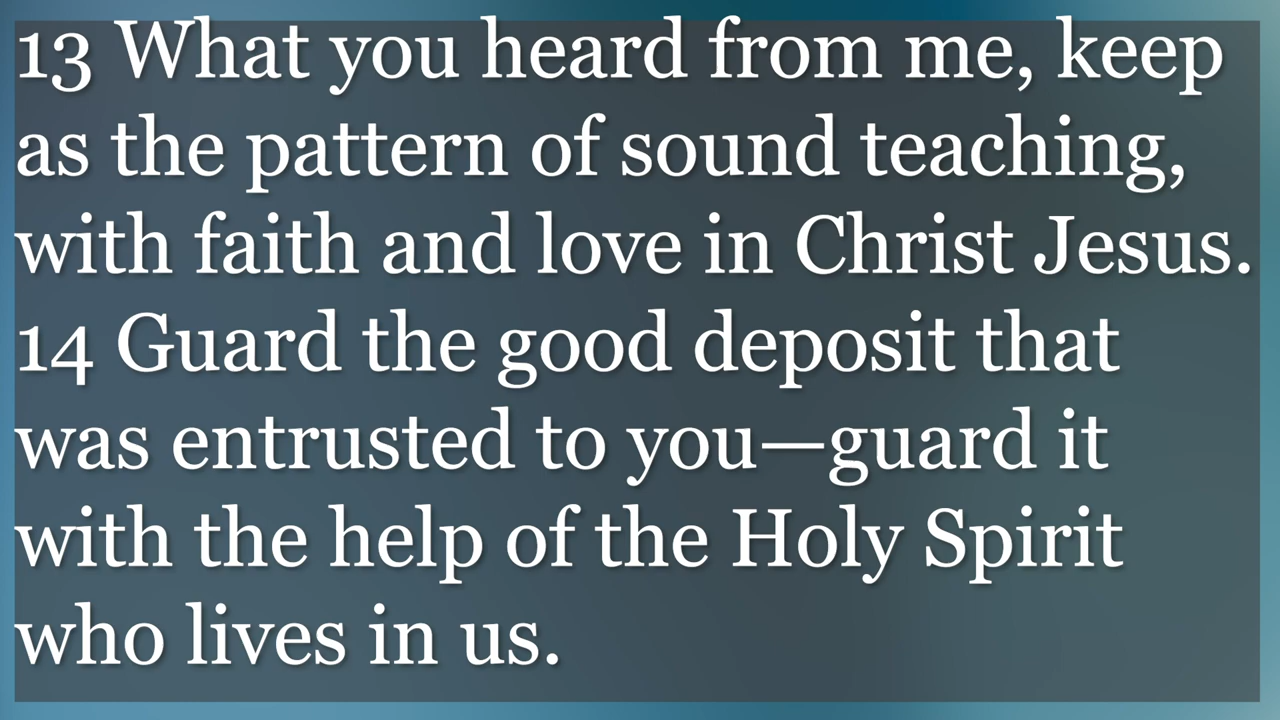 13 What you heard from me, keep
as the pattern of sound teaching,
with faith and love in Christ Jesus.
14 Guard the good deposit that
was entrusted to you—guard it
with the help of the Holy Spirit
who lives in us.